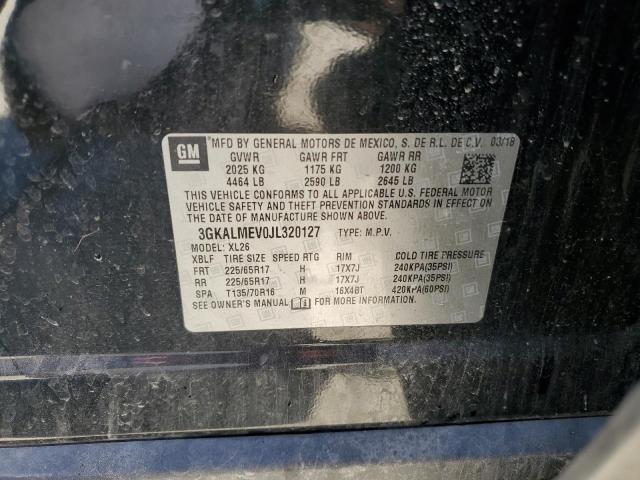 GM MFD BY GENERAL MOTORS DE MEXICO, S. DE R.L. DE C.V. 03/18
GVWR GAWR FRT GAWR RR
2025 KG 1175 KG 1200 KG
4464 LB 2590 LB 2645 LB
THIS VEHICLE CONFORMS TO ALL APPLICABLE U.S. FEDERAL MOTOR
VEHICLE SAFETY AND THEFT PREVENTION STANDARDS IN EFFECT ON
THE DATE OF MANUFACTURE SHOWN ABOVE.
3GKALMEV0JL320127 TYPE: M.P.V.
MODEL: XL26
XBLF TIRE SIZE SPEED RTG RIM COLD TIRE PRESSURE
FRT 225/65R17 H 17X7J 240KPA(35PSI)
RR 225/65R17 H 17X7J 240KPA(35PSI)
SPA T135/70R16 M 16X4BT 420KPA(60PSI)
SEE OWNER'S MANUAL FOR MORE INFORMATION.